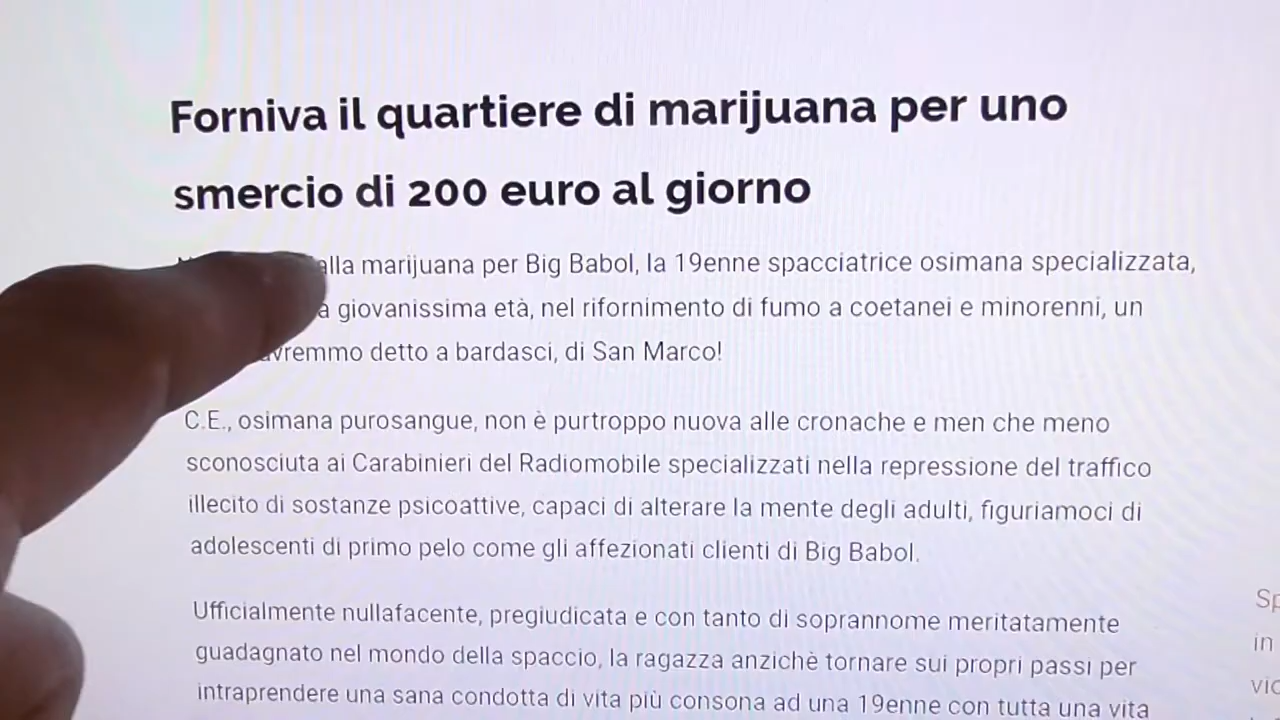 Forniva il quartiere di marijuana per uno
smercio di 200 euro al giorno
marijuana per Big Babol, la 19enne spacciatrice osimana specializzata,
giovanissima età, nel rifornimento di fumo a coetanei e minorenni, un
detto a bardasci, di San Marco!
C.E., osimana purosangue, non è purtroppo nuova alle cronache e men che meno
sconosciuta ai Carabinieri del Radiomobile specializzati nella repressione del traffico
illecito di sostanze psicoattive, capaci di alterare la mente degli adulti, figuriamoci di
adolescenti di primo pelo come gli affezionati clienti di Big Babol.
Ufficialmente nullafacente, pregiudicata e con tanto di soprannome meritatamente
guadagnato nel mondo della spaccio, la ragazza anzichè tornare sui propri passi per
intraprendere una sana condotta di vita più consona ad una 19enne con tutta una vita
in